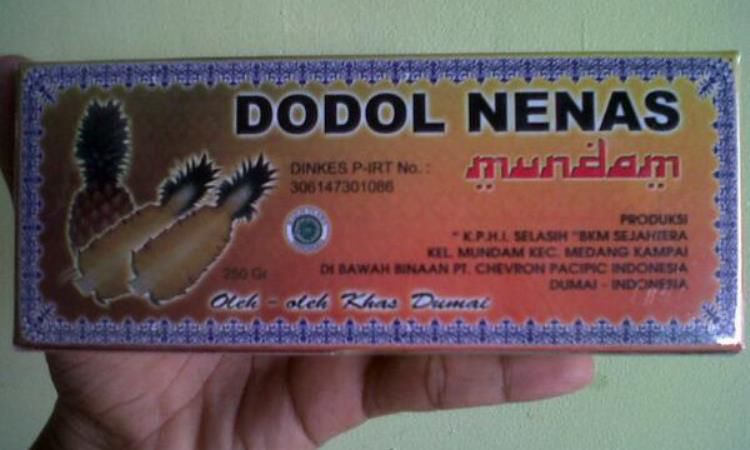 DODOL NENAS
mundam
DINKES P-IRT No. :
306147301086
PRODUKSI
" K.P.H.I. SELASIH "BKM SEJAHTERA
KEL. MUNDAM KEC. MEDANG KAMPAI
DI BAWAH BINAAN PT. CHEVRON PACIFIC INDONESIA
DUMAI - INDONESIA
250 Gr
Oleh - oleh Khas Dumai